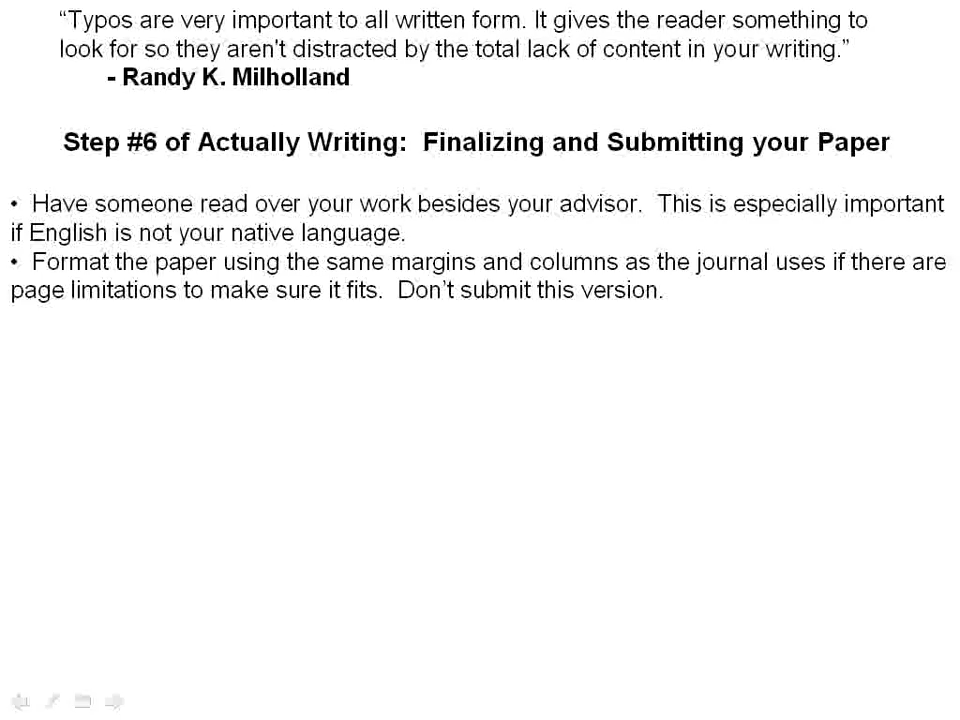 “Typos are very important to all written form. It gives the reader something to
look for so they aren't distracted by the total lack of content in your writing.”
- Randy K. Milholland
Step #6 of Actually Writing:  Finalizing and Submitting your Paper
•  Have someone read over your work besides your advisor.  This is especially important
if English is not your native language.
•  Format the paper using the same margins and columns as the journal uses if there are
page limitations to make sure it fits.  Don’t submit this version.